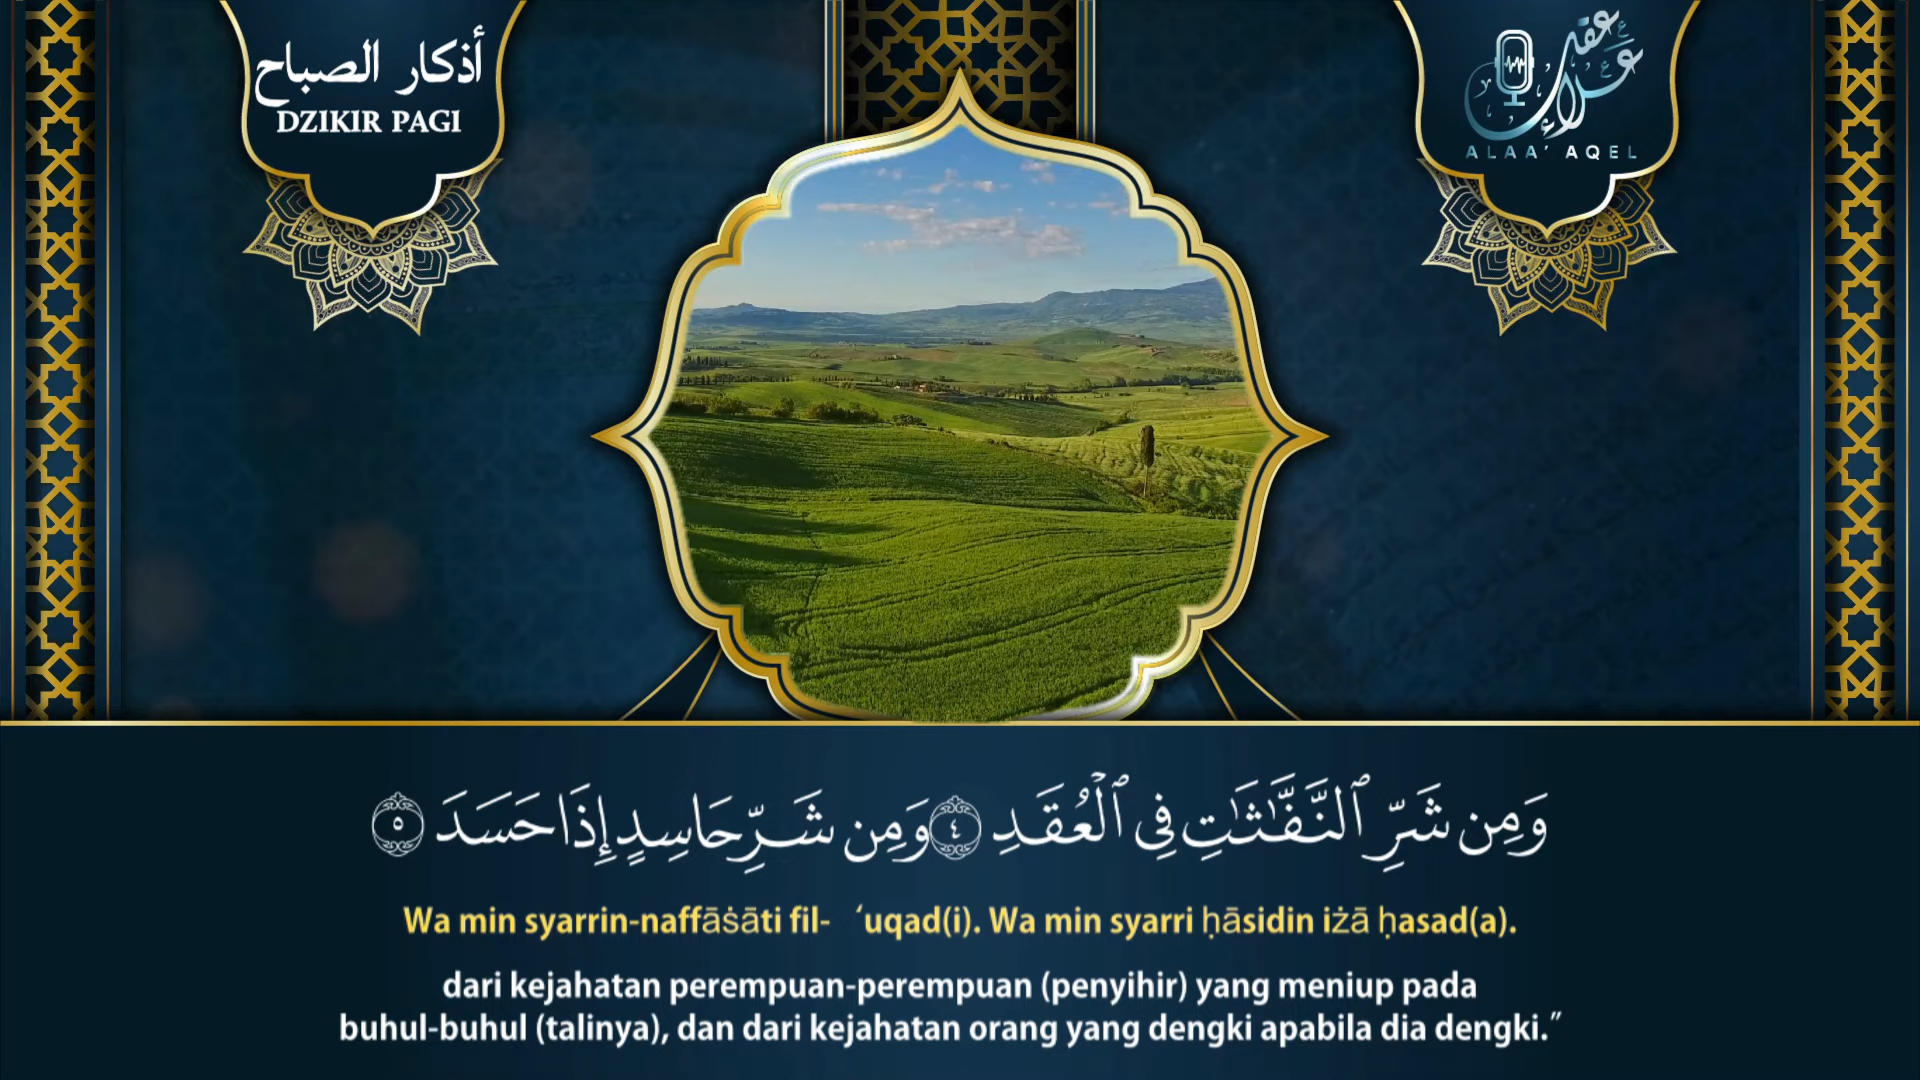 أذكار الصباح
DZIKIR PAGI
علاء عقل
ALAA' AQEL
وَمِن شَرِّ ٱلنَّفَّـٰثَـٰتِ فِى ٱلْعُقَدِ ٤ وَمِن شَرِّ حَاسِدٍ إِذَا حَسَدَ ٥
Wa min syarrin-naffāṡāti fil- ‘uqad(i). Wa min syarri ḥāsidin iżā ḥasad(a).
dari kejahatan perempuan-perempuan (penyihir) yang meniup pada
buhul-buhul (talinya), dan dari kejahatan orang yang dengki apabila dia dengki.”